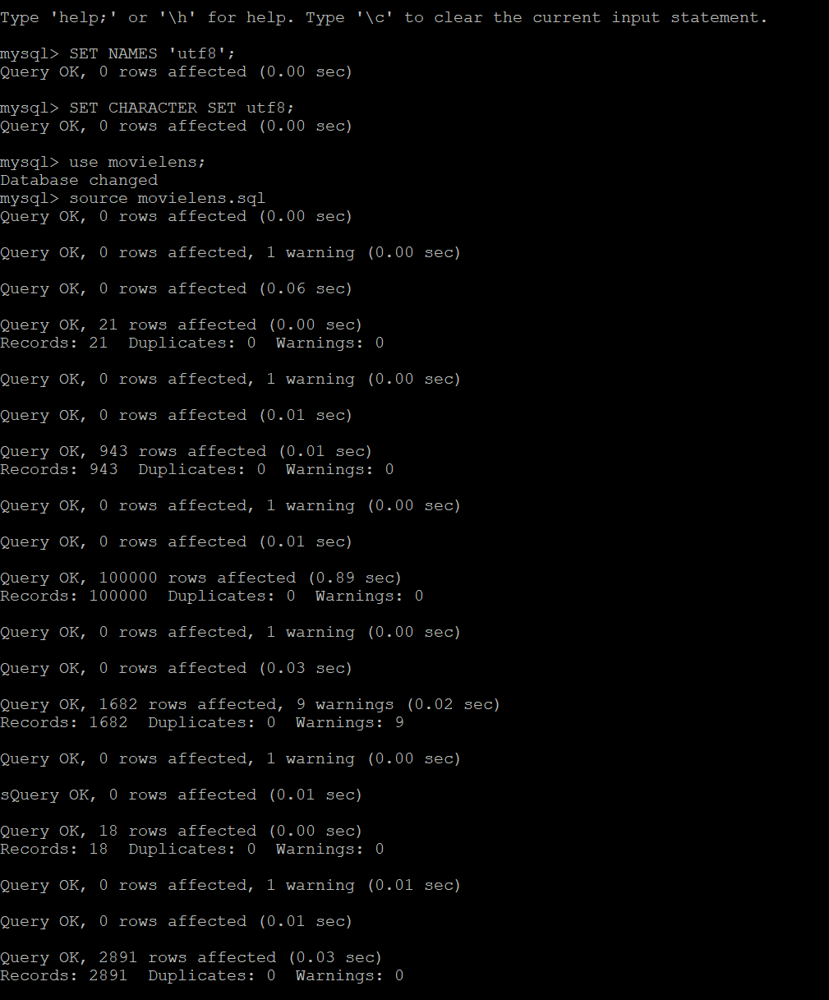 Type 'help;' or '\h' for help. Type '\c' to clear the current input statement.
mysql> SET NAMES 'utf8';
Query OK, 0 rows affected (0.00 sec)
mysql> SET CHARACTER SET utf8;
Query OK, 0 rows affected (0.00 sec)
mysql> use movielens;
Database changed
mysql> source movielens.sql
Query OK, 0 rows affected (0.00 sec)
Query OK, 0 rows affected, 1 warning (0.00 sec)
Query OK, 0 rows affected (0.06 sec)
Query OK, 21 rows affected (0.00 sec)
Records: 21  Duplicates: 0  Warnings: 0
Query OK, 0 rows affected, 1 warning (0.00 sec)
Query OK, 0 rows affected (0.01 sec)
Query OK, 943 rows affected (0.01 sec)
Records: 943  Duplicates: 0  Warnings: 0
Query OK, 0 rows affected, 1 warning (0.00 sec)
Query OK, 0 rows affected (0.01 sec)
Query OK, 100000 rows affected (0.89 sec)
Records: 100000  Duplicates: 0  Warnings: 0
Query OK, 0 rows affected, 1 warning (0.00 sec)
Query OK, 0 rows affected (0.03 sec)
Query OK, 1682 rows affected, 9 warnings (0.02 sec)
Records: 1682  Duplicates: 0  Warnings: 9
Query OK, 0 rows affected, 1 warning (0.00 sec)
sQuery OK, 0 rows affected (0.01 sec)
Query OK, 18 rows affected (0.00 sec)
Records: 18  Duplicates: 0  Warnings: 0
Query OK, 0 rows affected, 1 warning (0.01 sec)
Query OK, 0 rows affected (0.01 sec)
Query OK, 2891 rows affected (0.03 sec)
Records: 2891  Duplicates: 0  Warnings: 0